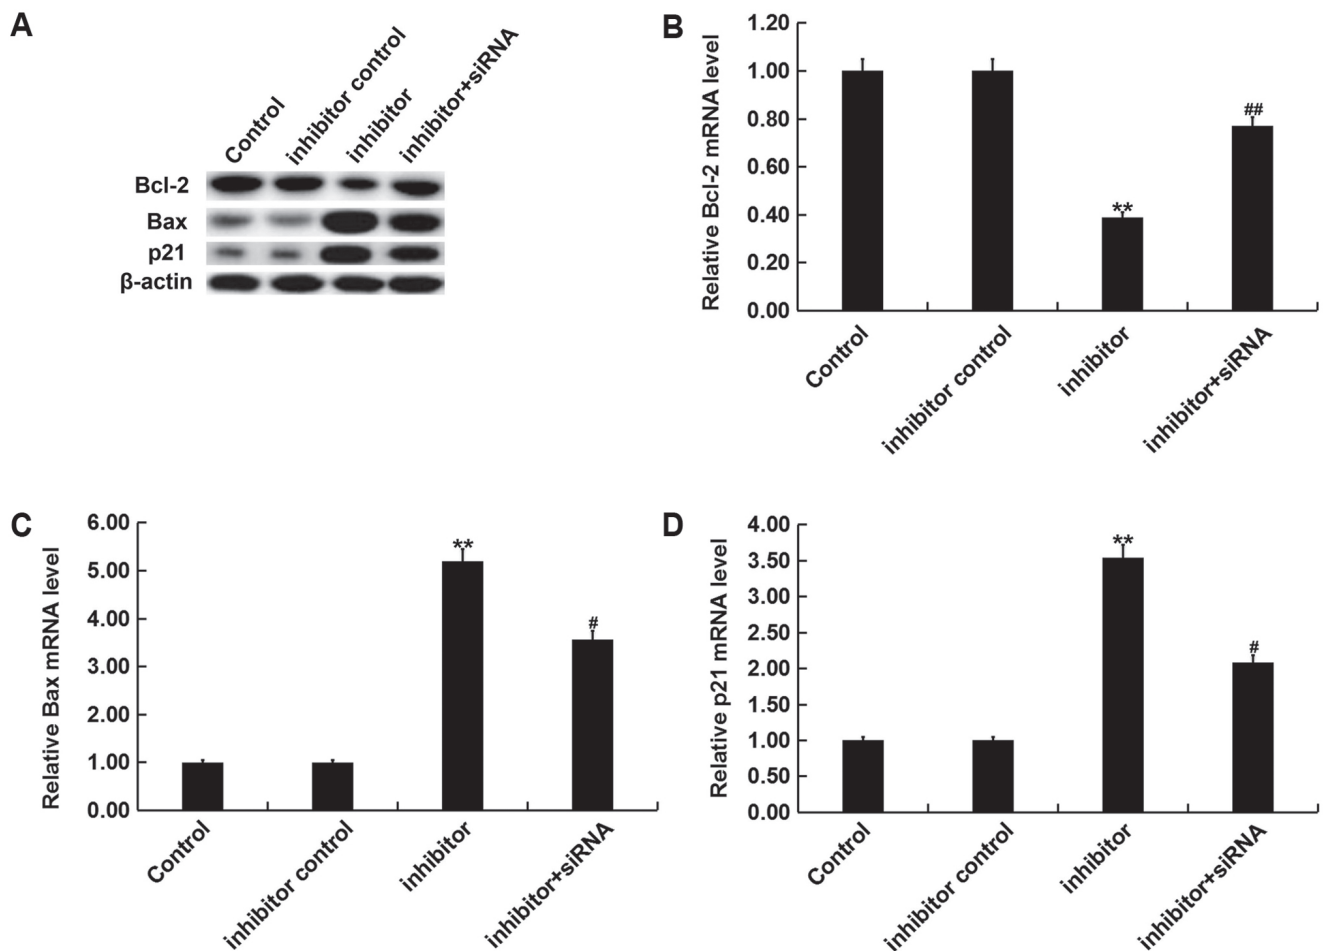 A
Control
inhibitor control
inhibitor
inhibitor+siRNA
Bcl-2
Bax
p21
β-actin
B
Relative Bcl-2 mRNA level
1.20
1.00
0.80
0.60
0.40
0.20
0.00
**
##
Control
inhibitor control
inhibitor
inhibitor+siRNA
C
Relative Bax mRNA level
6.00
5.00
4.00
3.00
2.00
1.00
0.00
**
#
Control
inhibitor control
inhibitor
inhibitor+siRNA
D
Relative p21 mRNA level
4.00
3.50
3.00
2.50
2.00
1.50
1.00
0.50
0.00
**
#
Control
inhibitor control
inhibitor
inhibitor+siRNA